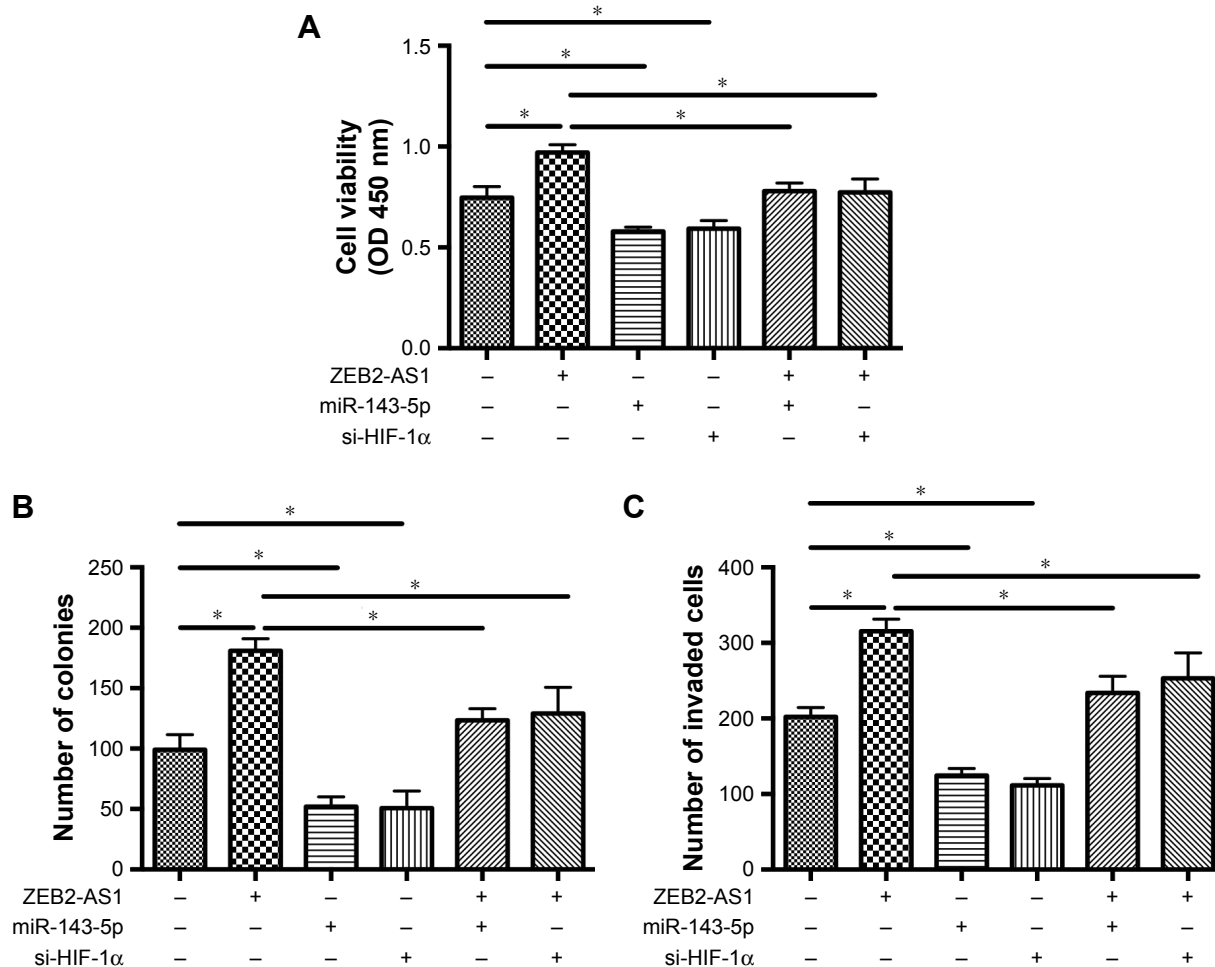 A
*
*
*
*
*
1.5
1.0
0.5
0.0
Cell viability
(OD 450 nm)
ZEB2-AS1 – + – – + +
miR-143-5p – – + – + –
si-HIF-1α – – – + – +
B
*
*
*
*
*
250
200
150
100
50
0
Number of colonies
ZEB2-AS1 – + – – + +
miR-143-5p – – + – + –
si-HIF-1α – – – + – +
C
*
*
*
*
*
400
300
200
100
0
Number of invaded cells
ZEB2-AS1 – + – – + +
miR-143-5p – – + – + –
si-HIF-1α – – – + – +